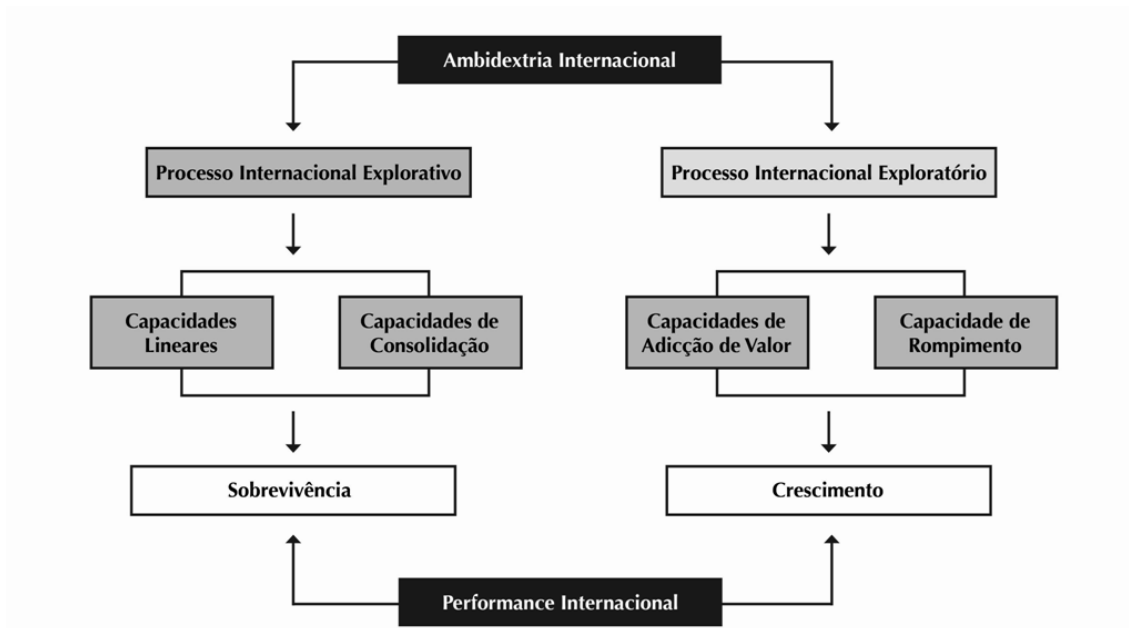 Ambidextria Internacional
Processo Internacional Explorativo
Processo Internacional Exploratório
Capacidades
Lineares
Capacidades de
Consolidação
Capacidades de
Adicção de Valor
Capacidade de
Rompimento
Sobrevivência
Crescimento
Performance Internacional